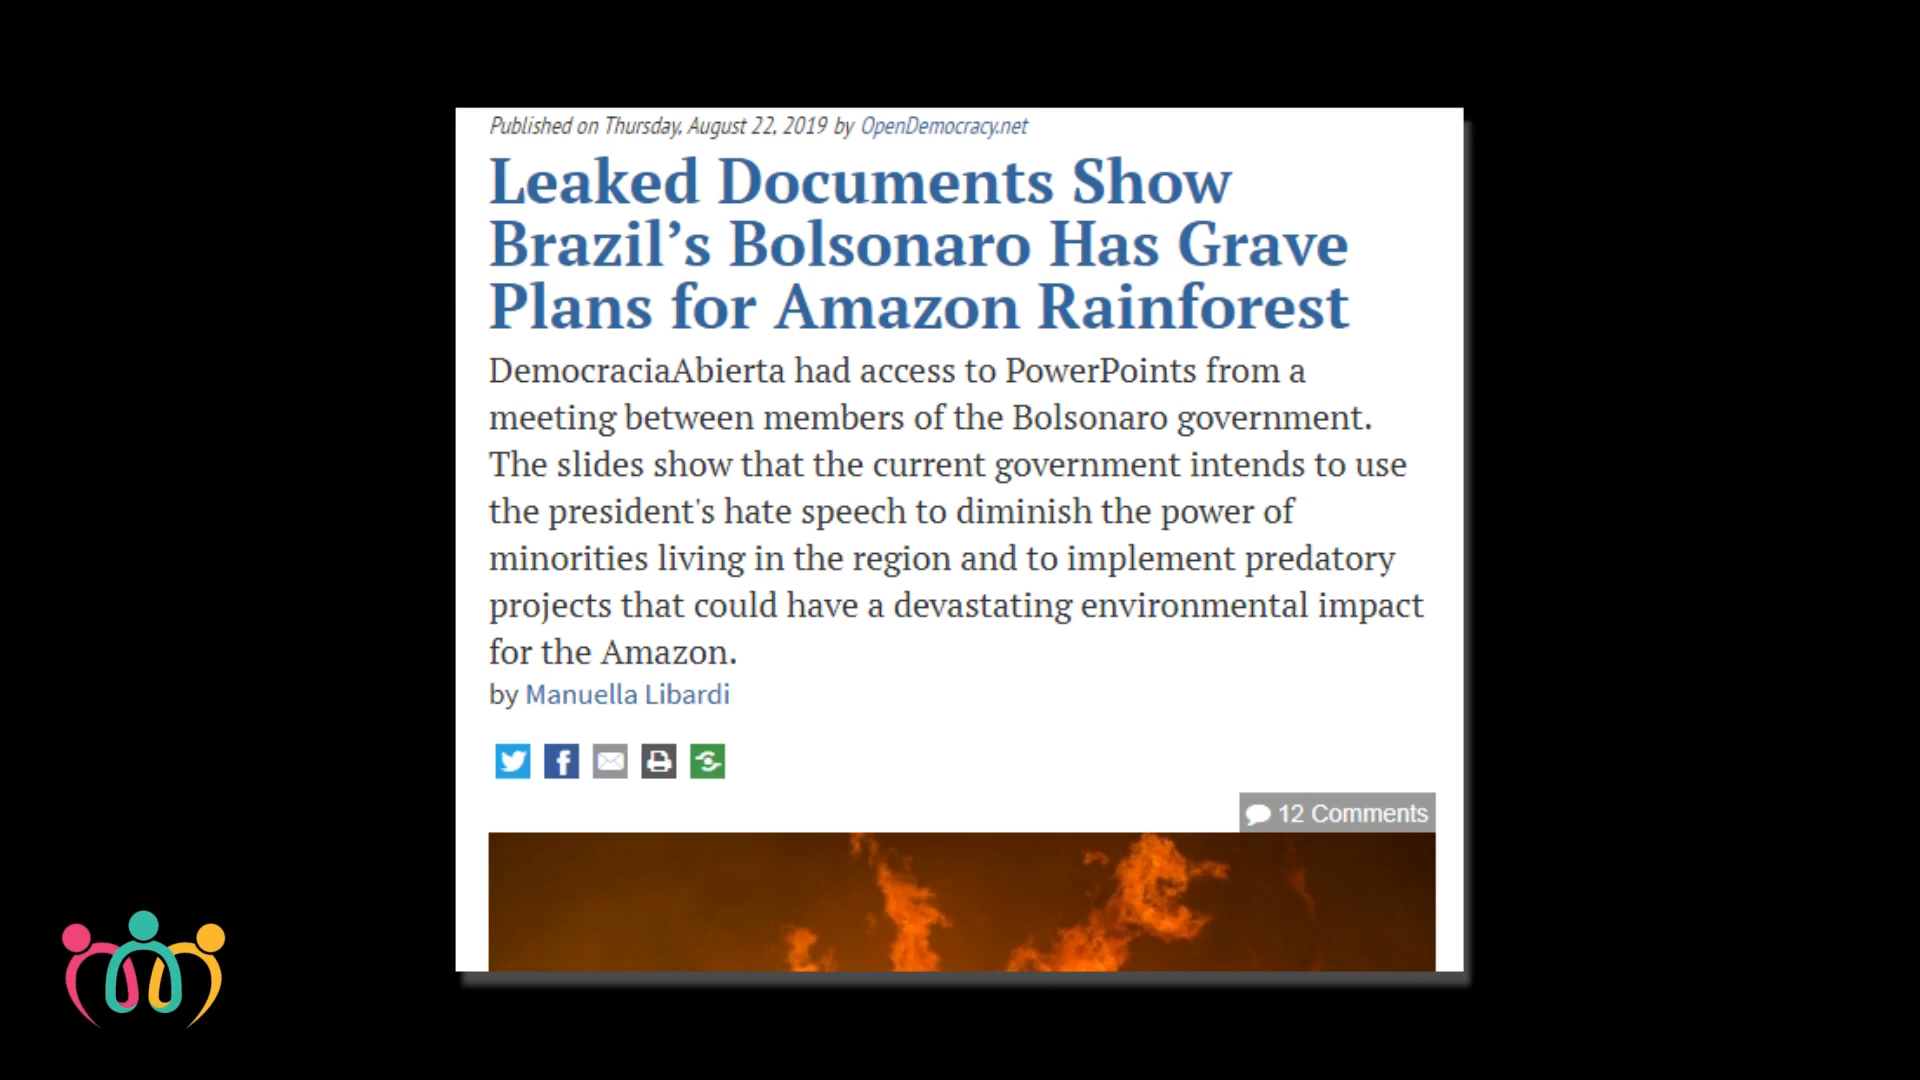 Published on Thursday, August 22, 2019 by OpenDemocracy.net
Leaked Documents Show
Brazil’s Bolsonaro Has Grave
Plans for Amazon Rainforest
DemocraciaAbierta had access to PowerPoints from a
meeting between members of the Bolsonaro government.
The slides show that the current government intends to use
the president's hate speech to diminish the power of
minorities living in the region and to implement predatory
projects that could have a devastating environmental impact
for the Amazon.
by Manuella Libardi
12 Comments